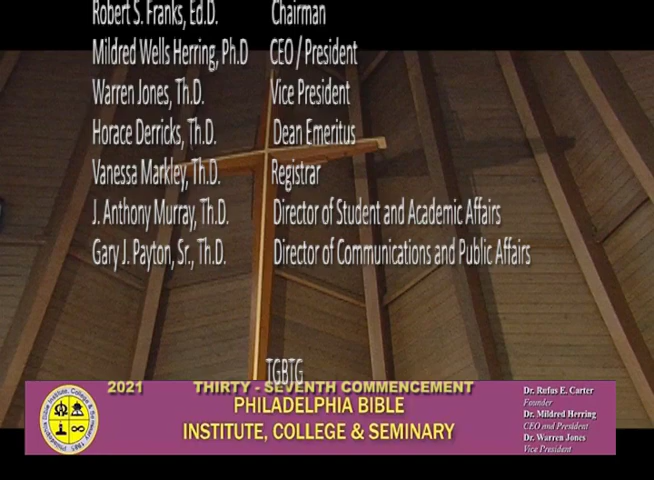 Robert S. Franks, Ed.D. Chairman
Mildred Wells Herring, Ph.D CEO / President
Warren Jones, Th.D. Vice President
Horace Derricks, Th.D. Dean Emeritus
Vanessa Markley, Th.D. Registrar
J. Anthony Murray, Th.D. Director of Student and Academic Affairs
Gary J. Payton, Sr., Th.D. Director of Communications and Public Affairs
TGBTG
2021 THIRTY - SEVENTH COMMENCEMENT
PHILADELPHIA BIBLE
INSTITUTE, COLLEGE & SEMINARY
Dr. Rufus E. Carter
Founder
Dr. Mildred Herring
CEO and President
Dr. Warren Jones
Vice President